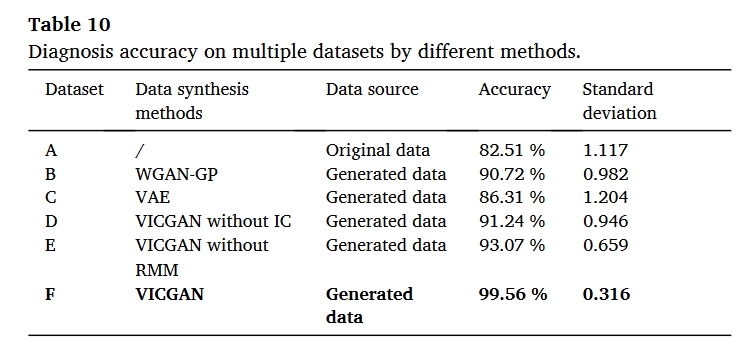 Table 10
Diagnosis accuracy on multiple datasets by different methods.
Dataset Data synthesis methods Data source Accuracy Standard deviation
A / Original data 82.51 % 1.117
B WGAN-GP Generated data 90.72 % 0.982
C VAE Generated data 86.31 % 1.204
D VICGAN without IC Generated data 91.24 % 0.946
E VICGAN without RMM Generated data 93.07 % 0.659
F VICGAN Generated data 99.56 % 0.316